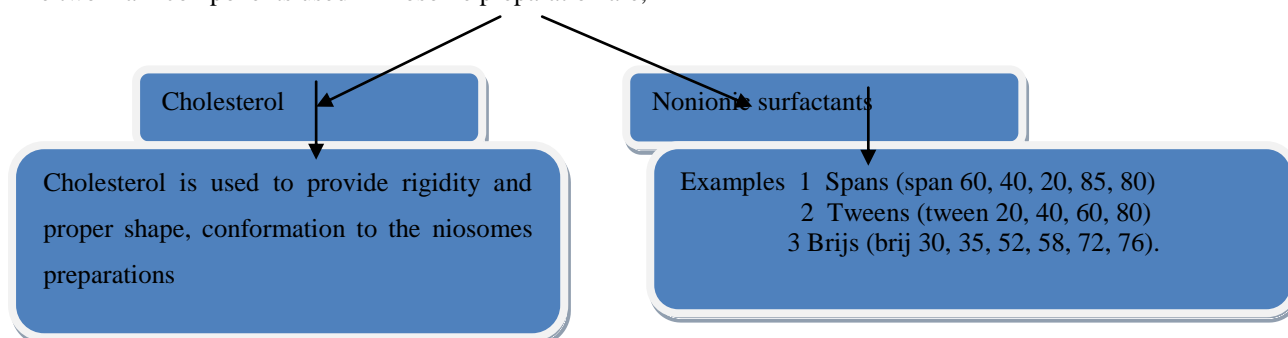 Cholesterol
Nonionic surfactants
Cholesterol is used to provide rigidity and
proper shape, conformation to the niosomes
preparations
Examples 1 Spans (span 60, 40, 20, 85, 80)
2 Tweens (tween 20, 40, 60, 80)
3 Brijs (brij 30, 35, 52, 58, 72, 76).